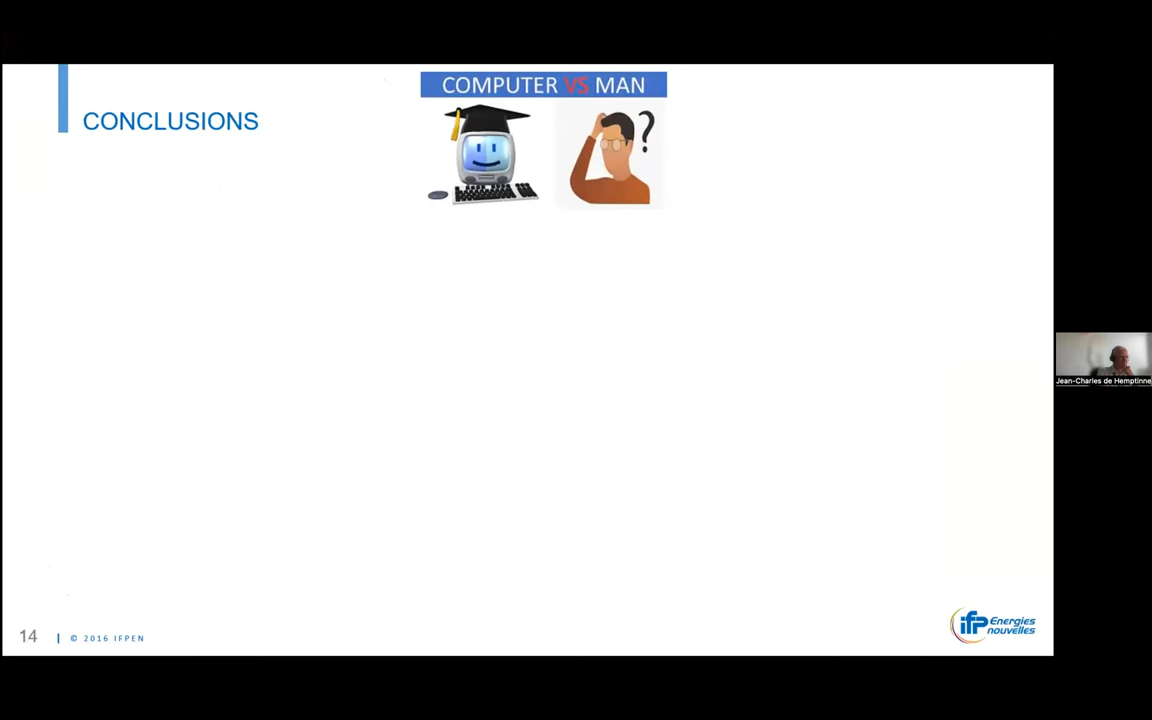 COMPUTER VS MAN
CONCLUSIONS
?
Jean-Charles de Hemptinne
14 | © 2016 IFPEN
ifp Energies
nouvelles